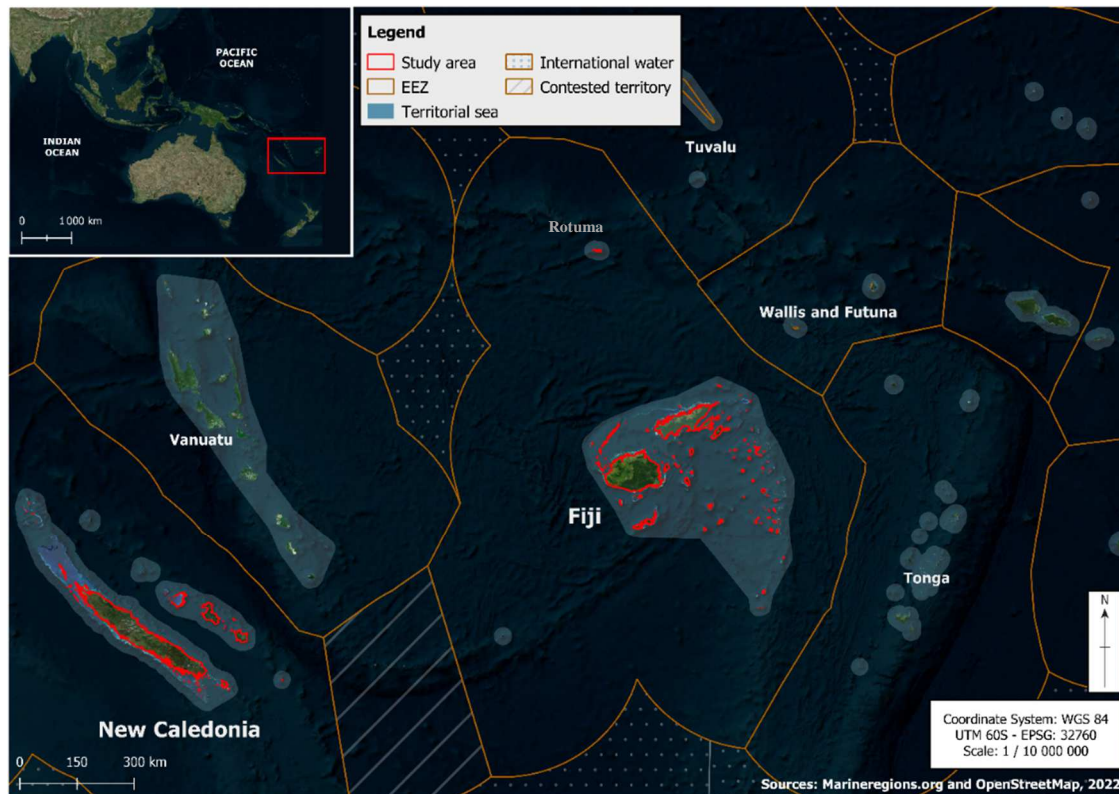 PACIFIC
OCEAN
INDIAN
OCEAN
0 1 000 km
Legend
Study area
EEZ
Territorial sea
International water
Contested territory
Tuvalu
Rotuma
Wallis and Futuna
Vanuatu
Fiji
Tonga
New Caledonia
0 150 300 km
N
Coordinate System: WGS 84
UTM 60S - EPSG: 32760
Scale: 1 / 10 000 000
Sources: Marineregions.org and OpenStreetMap, 2022